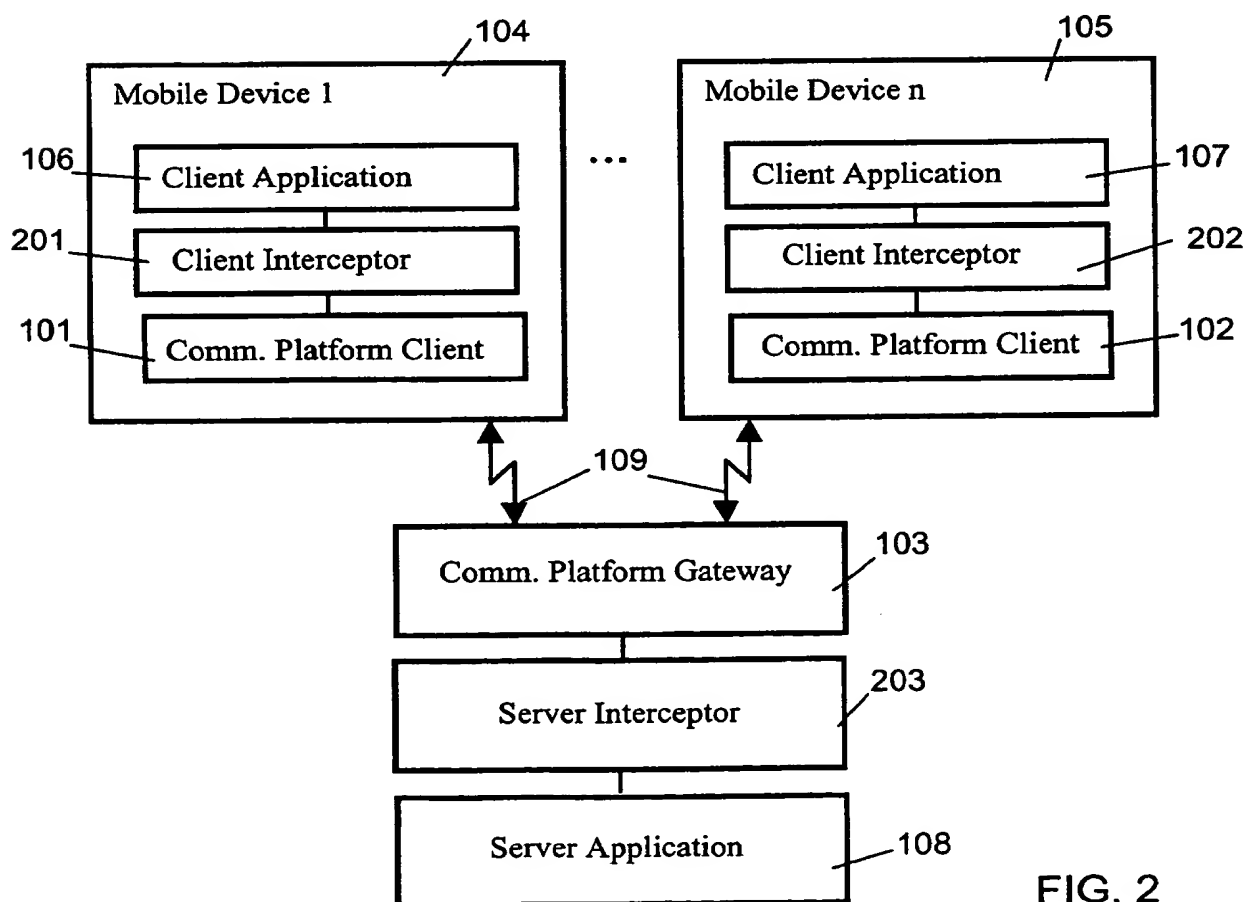 104
105
Mobile Device 1
Mobile Device n
106
Client Application
...
Client Application
107
201
Client Interceptor
Client Interceptor
202
101
Comm. Platform Client
Comm. Platform Client
102
109
Comm. Platform Gateway
103
Server Interceptor
203
Server Application
108
FIG. 2